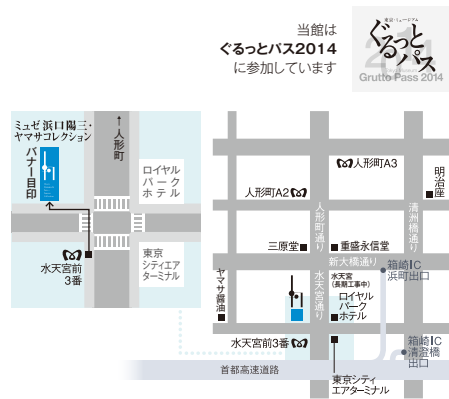 当館は
ぐるっとパス2014
に参加しています
東京・ミュージアム
ぐるっと
パス
2014
Grutto Pass 2014
ミュゼ 浜口陽三・
ヤマサコレクション
バナー目印
↑人形町
ロイヤル
パーク
ホテル
水天宮前
3番
東京
シティエア
ターミナル
人形町A3
人形町A2
明治座
人形町通り
清洲橋通り
三原堂
重盛永信堂
新大橋通り
箱崎IC
浜町出口
ヤマサ醤油
水天宮通り
水天宮
(長期工事中)
ロイヤル
パーク
ホテル
水天宮前3番
箱崎IC
清澄橋
出口
首都高速道路
東京シティ
エアターミナル